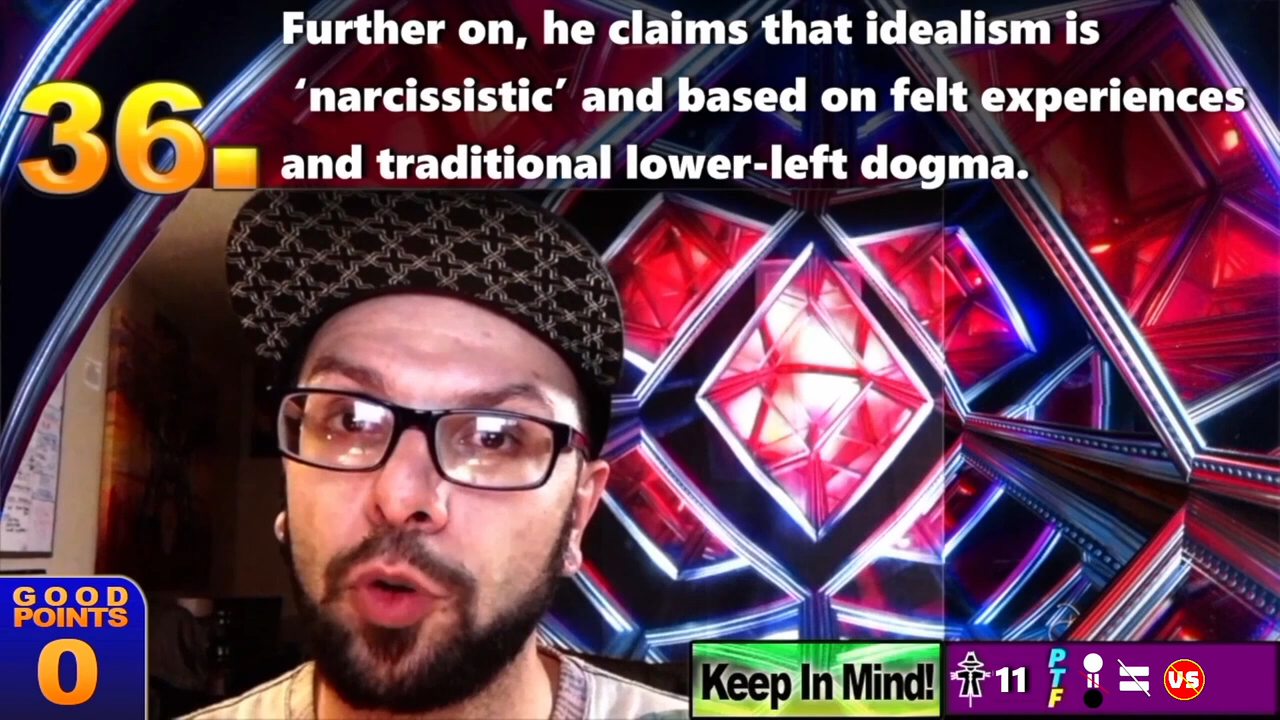 Further on, he claims that idealism is
36. ‘narcissistic’ and based on felt experiences
and traditional lower-left dogma.
GOOD
POINTS
0
Keep In Mind!
11
PTF
VS